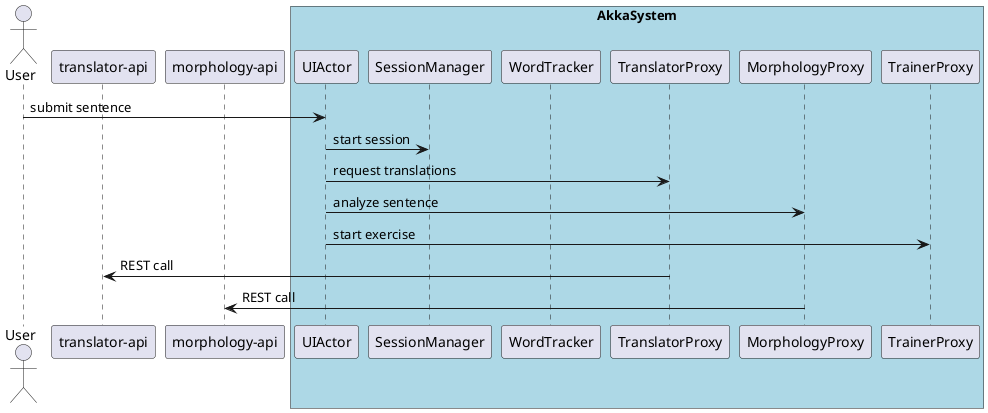 AkkaSystem
User
translator-api
morphology-api
UIActor
SessionManager
WordTracker
TranslatorProxy
MorphologyProxy
TrainerProxy
submit sentence
start session
request translations
analyze sentence
start exercise
REST call
REST call
User
translator-api
morphology-api
UIActor
SessionManager
WordTracker
TranslatorProxy
MorphologyProxy
TrainerProxy